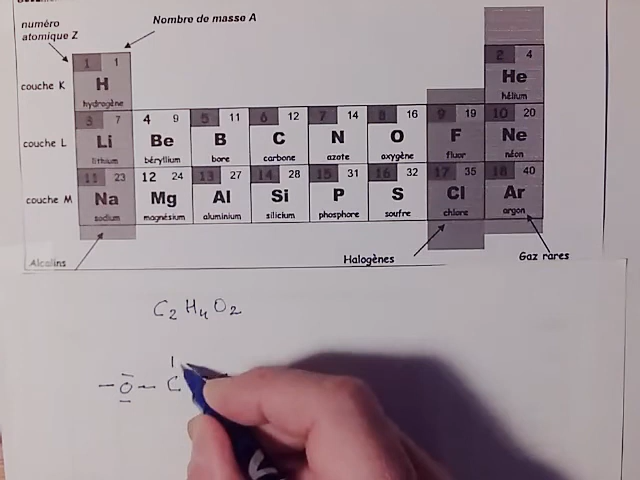 numéro
atomique Z
Nombre de masse A
couche K
1 1
H
hydrogène
2 4
He
hélium
couche L
3 7
Li
lithium
4 9
Be
béryllium
5 11
B
bore
6 12
C
carbone
7 14
N
azote
8 16
O
oxygène
9 19
F
fluor
10 20
Ne
néon
couche M
11 23
Na
sodium
12 24
Mg
magnésium
13 27
Al
aluminium
14 28
Si
silicium
15 31
P
phosphore
16 32
S
soufre
17 35
Cl
chlore
18 40
Ar
argon
Alcalins
Halogènes
Gaz rares
C2 H4 O2
O - C